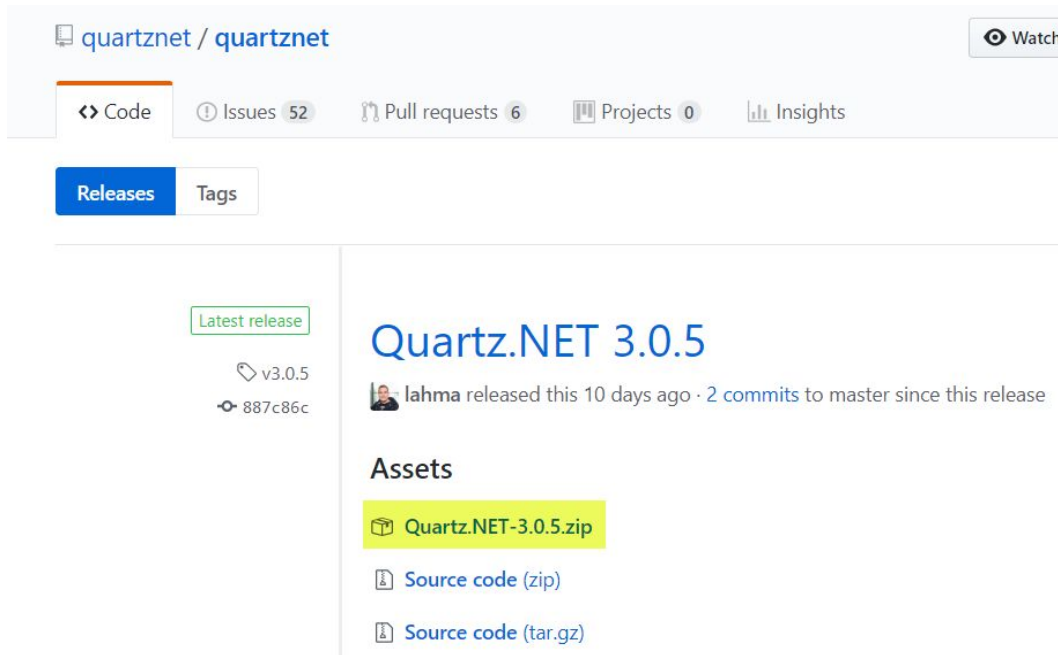 quartznet / quartznet
Watch
<> Code Issues 52 Pull requests 6 Projects 0 Insights
Releases Tags
Latest release
v3.0.5
887c86c
Quartz.NET 3.0.5
lahma released this 10 days ago · 2 commits to master since this release
Assets
Quartz.NET-3.0.5.zip
Source code (zip)
Source code (tar.gz)